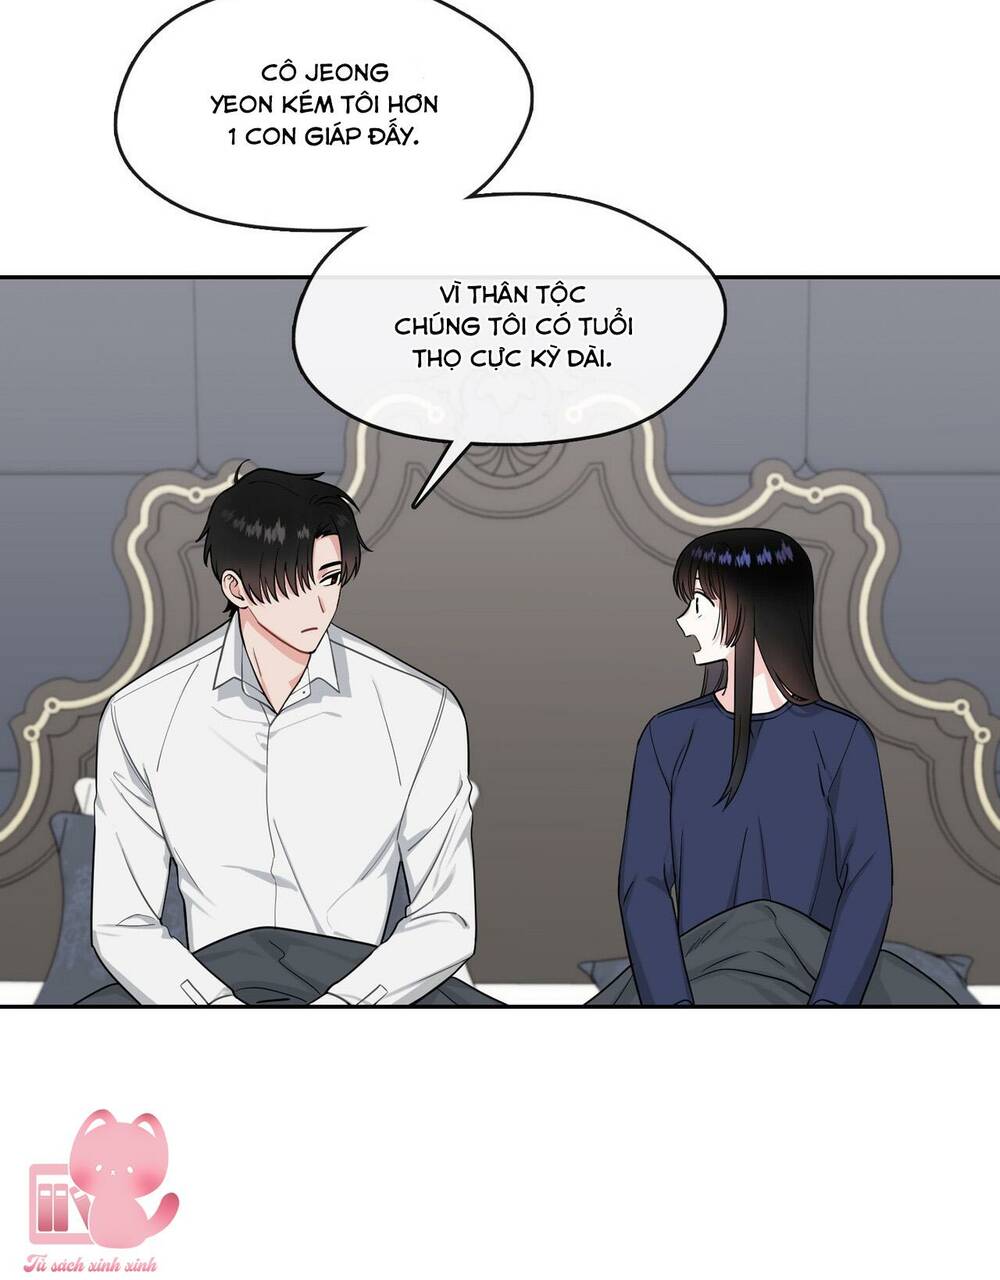 CÔ JEONG
YEON KÉM TÔI HƠN
1 CON GIÁP ĐẤY.
VÌ THÂN TỘC
CHÚNG TÔI CÓ TUỔI
THỌ CỰC KỲ DÀI.
Tủ sách xinh xinh